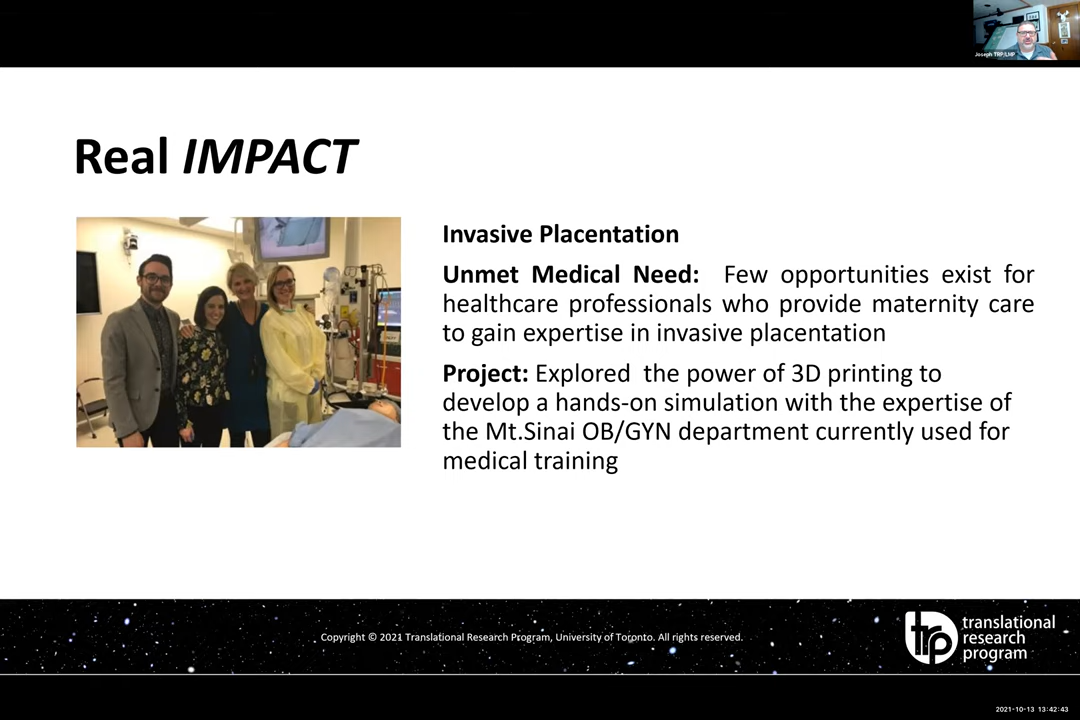 Joseph TRP/LMP
Real IMPACT
Invasive Placentation
Unmet Medical Need: Few opportunities exist for
healthcare professionals who provide maternity care
to gain expertise in invasive placentation
Project: Explored the power of 3D printing to
develop a hands-on simulation with the expertise of
the Mt.Sinai OB/GYN department currently used for
medical training
Copyright © 2021 Translational Research Program, University of Toronto. All rights reserved.
trp
translational
research
program
2021-10-13 13:42:43